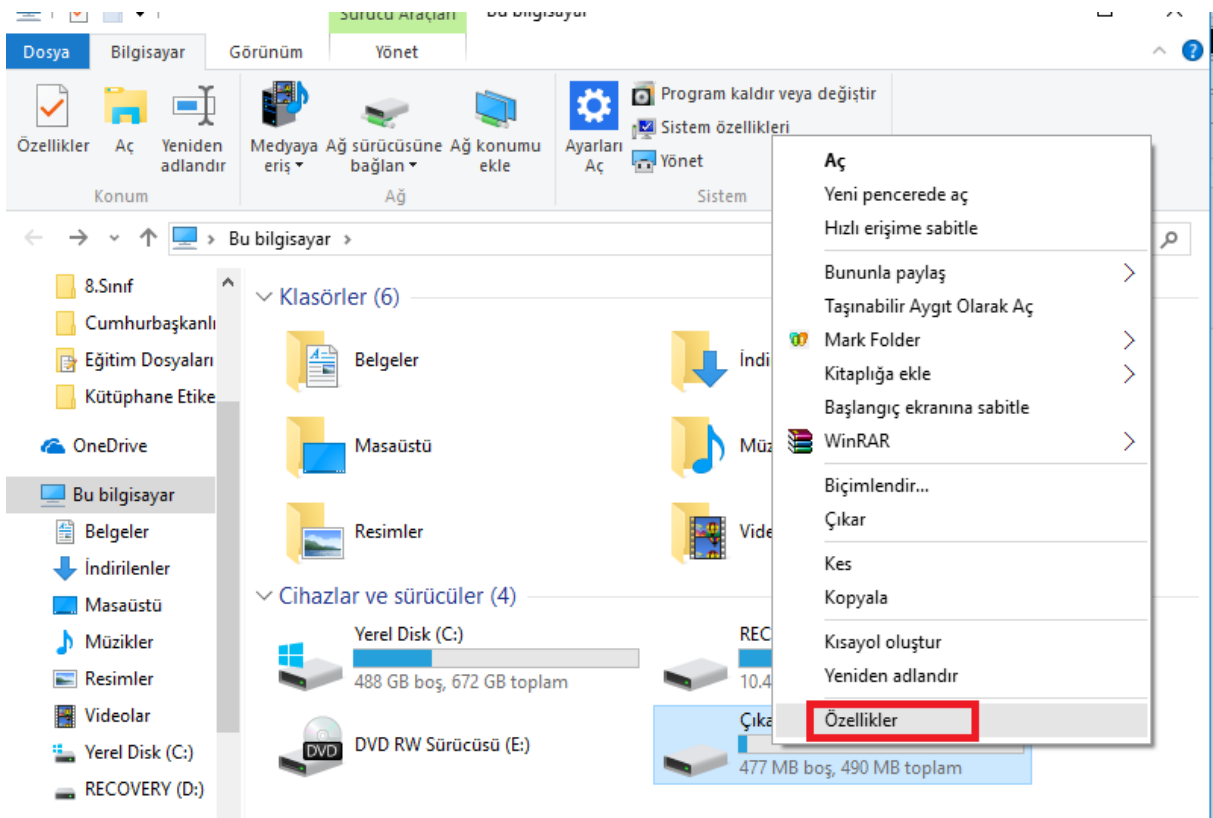 Sürücü Araçları Bu bilgisayar
Dosya Bilgisayar Görünüm Yönet
Özellikler
Aç
Yeniden
adlandır
Medyaya
eriş
Ağ sürücüsüne
bağlan
Ağ konumu
ekle
Ayarları
Aç
Program kaldır veya değiştir
Sistem özellikleri
Yönet
Konum Ağ Sistem
Bu bilgisayar
8.Sınıf
Cumhurbaşkanlı
Eğitim Dosyaları
Kütüphane Etike
OneDrive
Bu bilgisayar
Belgeler
İndirilenler
Masaüstü
Müzikler
Resimler
Videolar
Yerel Disk (C:)
RECOVERY (D:)
Klasörler (6)
Belgeler
İndi
Masaüstü
Müz
Resimler
Vide
Cihazlar ve sürücüler (4)
Yerel Disk (C:)
488 GB boş, 672 GB toplam
REC
10.4
DVD
DVD RW Sürücüsü (E:)
Çıka
477 MB boş, 490 MB toplam
Aç
Yeni pencerede aç
Hızlı erişime sabitle
Bununla paylaş
Taşınabilir Aygıt Olarak Aç
Mark Folder
Kitaplığa ekle
Başlangıç ekranına sabitle
WinRAR
Biçimlendir...
Çıkar
Kes
Kopyala
Kısayol oluştur
Yeniden adlandır
Özellikler